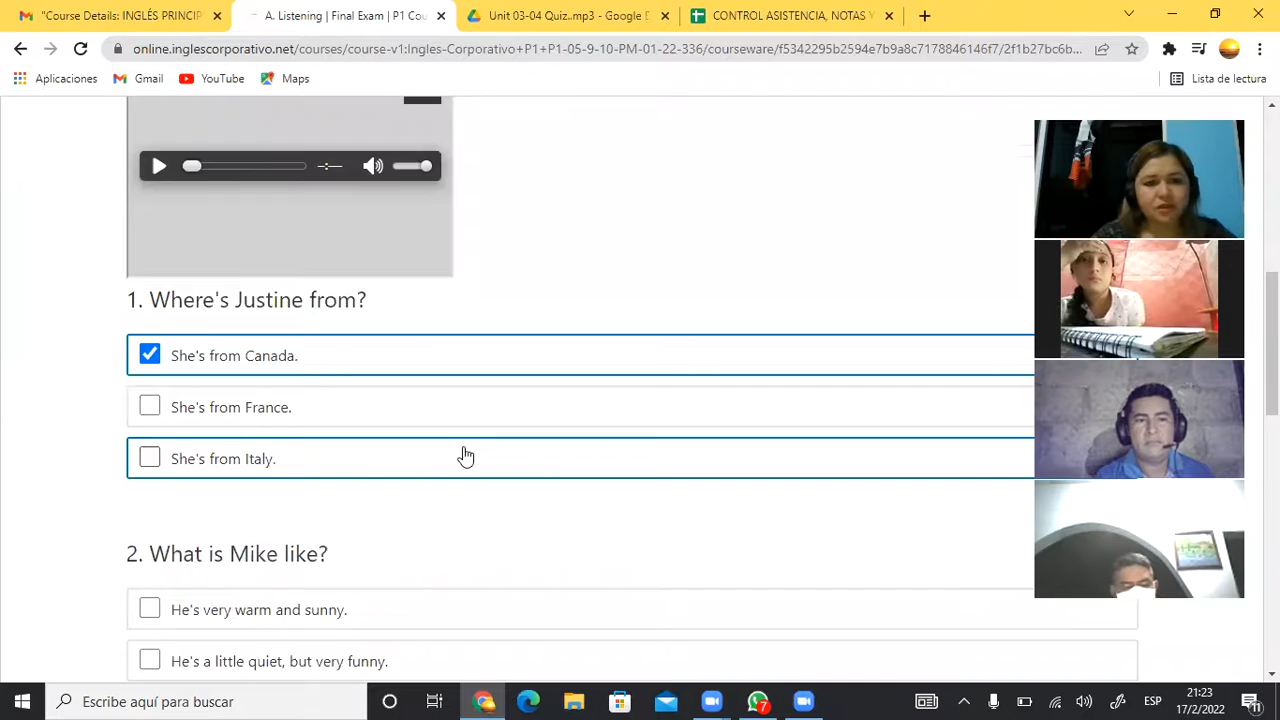 "Course Details: INGLÉS PRINCIP
A. Listening | Final Exam | P1 Cou
Unit 03-04 Quiz..mp3 - Google D
CONTROL ASISTENCIA, NOTAS Y
online.inglescorporativo.net/courses/course-v1:Ingles-Corporativo+P1+P1-05-9-10-PM-01-22-336/courseware/f5342295b2594e7b9a8c7178846146f7/2f1b27bc6b...
Aplicaciones
Gmail
YouTube
Maps
Lista de lectura
-:-
1. Where's Justine from?
She's from Canada.
She's from France.
She's from Italy.
2. What is Mike like?
He's very warm and sunny.
He's a little quiet, but very funny.
Escribe aquí para buscar
7
ESP
21:23
17/2/2022
11